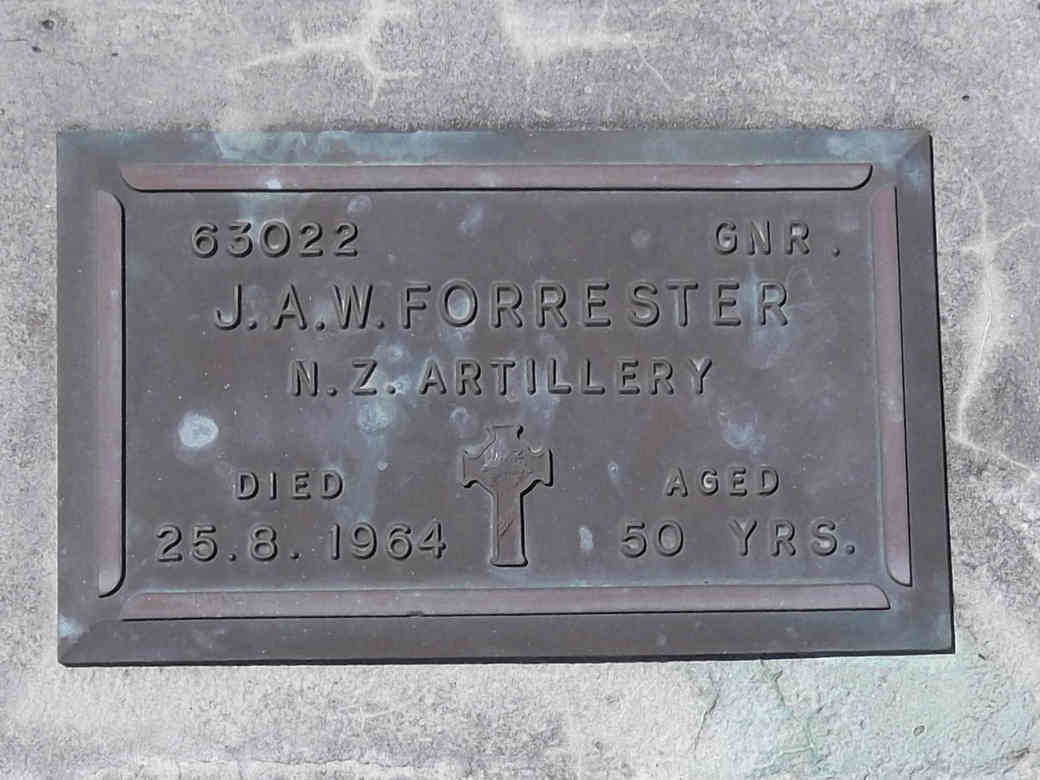 63022 GNR.
J.A.W. FORRESTER
N.Z. ARTILLERY
DIED AGED
25.8.1964 50 YRS.